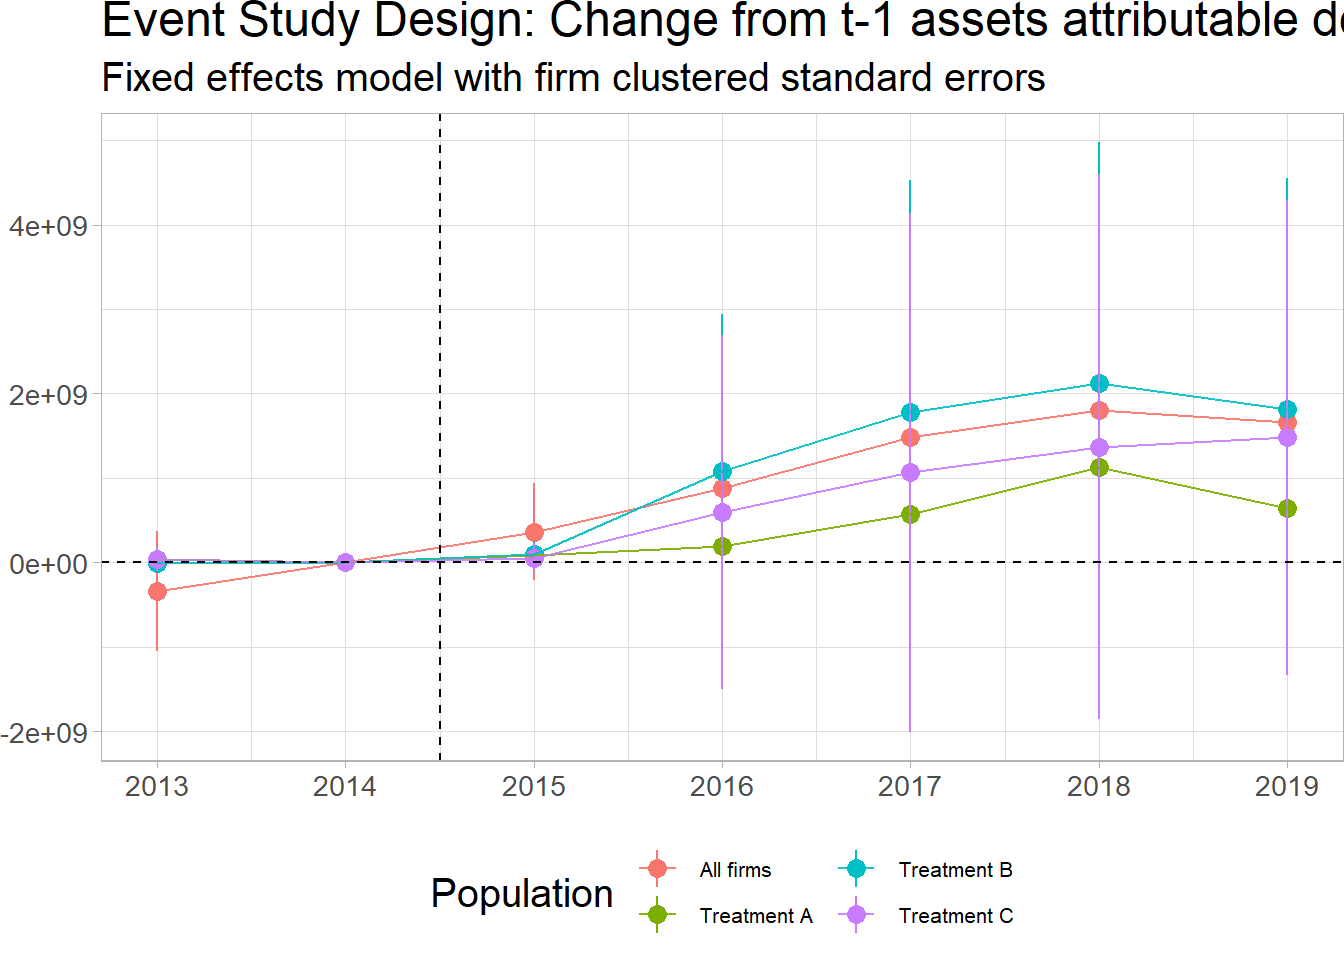 Event Study Design: Change from t-1 assets attributable
Fixed effects model with firm clustered standard errors
4e+09
2e+09
0e+00
-2e+09
2013 2014 2015 2016 2017 2018 2019
Population
All firms
Treatment A
Treatment B
Treatment C